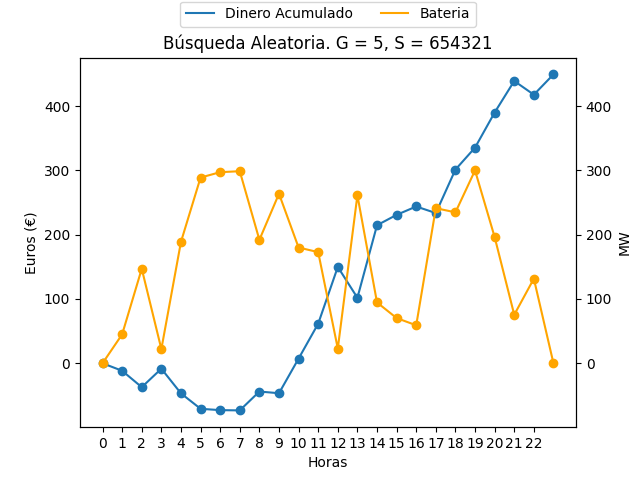 Dinero Acumulado Bateria
Búsqueda Aleatoria. G = 5, S = 654321
400 400
300 300
200 200
100 100
0 0
Euros (€)
MW
0 1 2 3 4 5 6 7 8 9 10 11 12 13 14 15 16 17 18 19 20 21 22
Horas